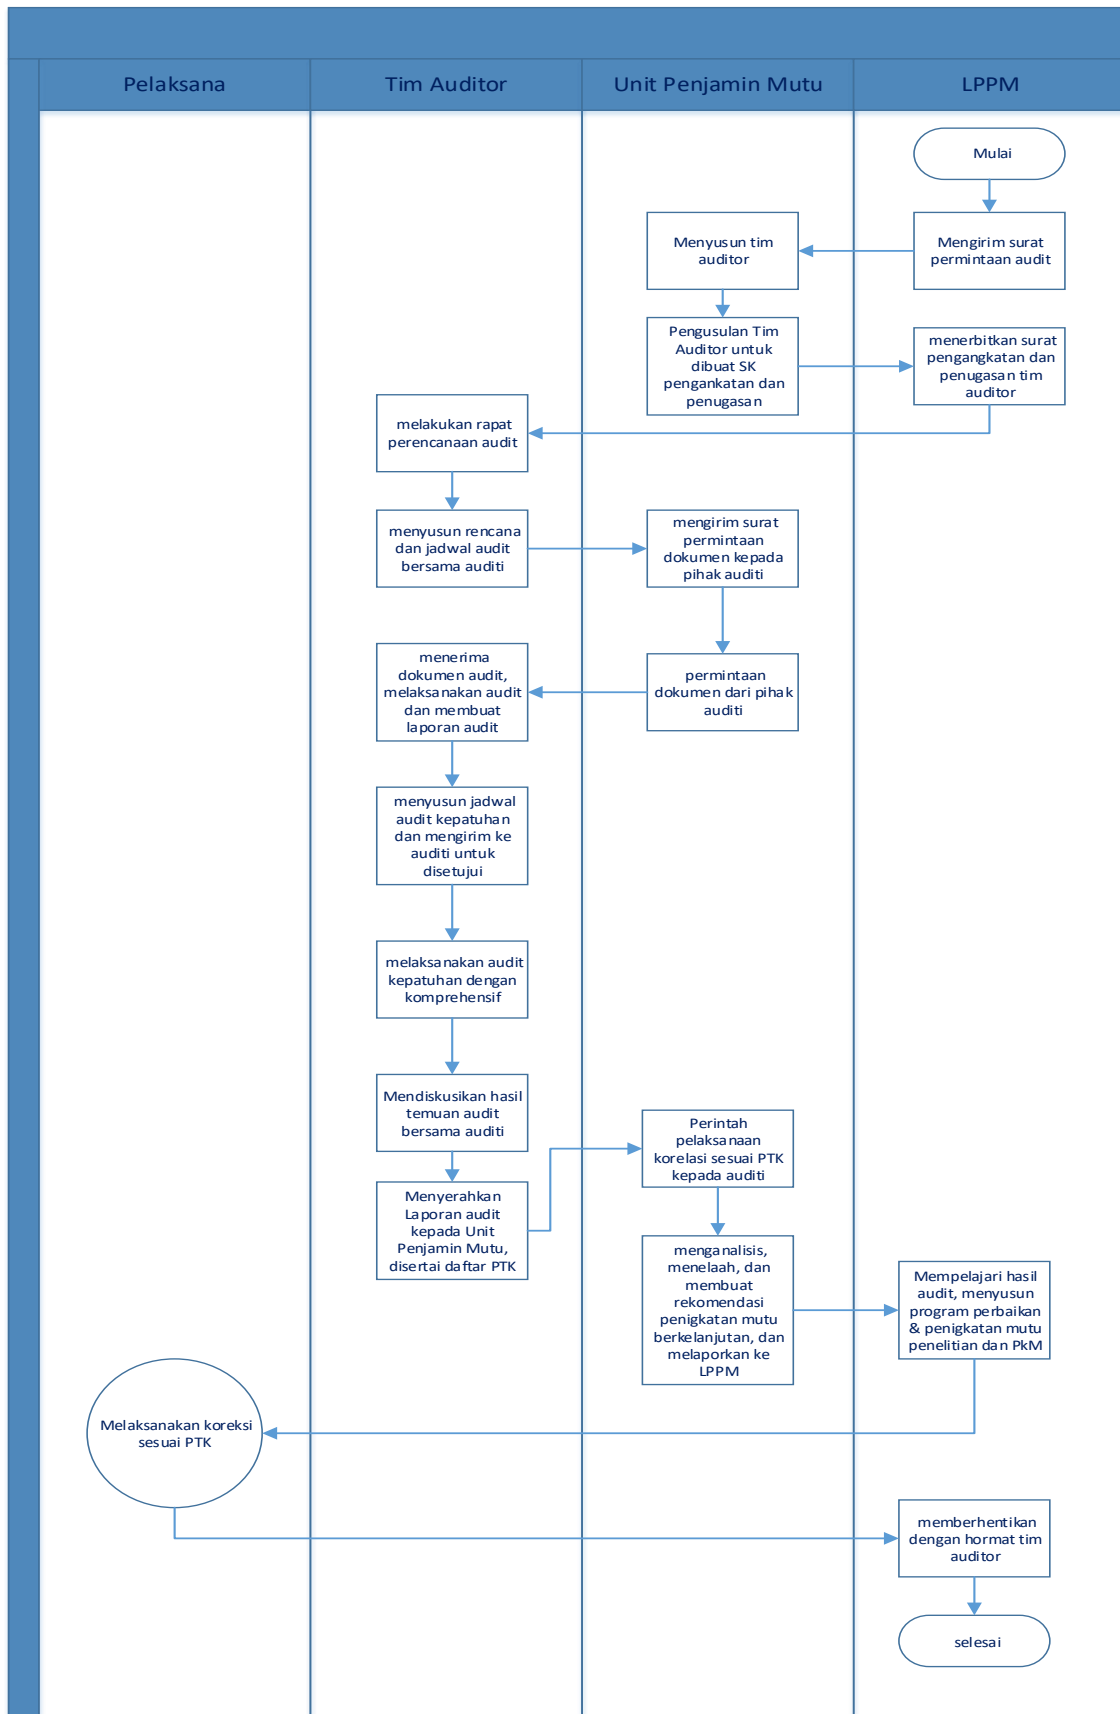 Pelaksana
Tim Auditor
Unit Penjamin Mutu
LPPM
Mulai
Mengirim surat
permintaan audit
Menyusun tim
auditor
Pengusulan Tim
Auditor untuk
dibuat SK
pengankatan dan
penugasan
menerbitkan surat
pengangkatan dan
penugasan tim
auditor
melakukan rapat
perencanaan audit
menyusun rencana
dan jadwal audit
bersama auditi
mengirim surat
permintaan
dokumen kepada
pihak auditi
permintaan
dokumen dari pihak
auditi
menerima
dokumen audit,
melaksanakan audit
dan membuat
laporan audit
menyusun jadwal
audit kepatuhan
dan mengirim ke
auditi untuk
disetujui
melaksanakan audit
kepatuhan dengan
komprehensif
Mendiskusikan hasil
temuan audit
bersama auditi
Menyerahkan
Laporan audit
kepada Unit
Penjamin Mutu,
disertai daftar PTK
Perintah
pelaksanaan
korelasi sesuai PTK
kepada auditi
menganalisis,
menelaah, dan
membuat
rekomendasi
penigkatan mutu
berkelanjutan, dan
melaporkan ke
LPPM
Mempelajari hasil
audit, menyusun
program perbaikan
& penigkatan mutu
penelitian dan PkM
Melaksanakan koreksi
sesuai PTK
memberhentikan
dengan hormat tim
auditor
selesai